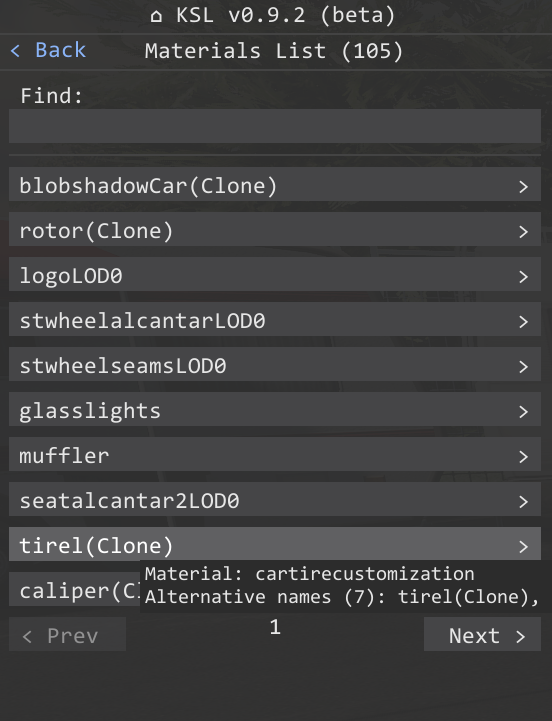 ⌂ KSL v0.9.2 (beta)
< Back Materials List (105)
Find:
blobshadowCar(Clone) >
rotor(Clone) >
logoLOD0 >
stwheelalcantarLOD0 >
stwheelseamsLOD0 >
glasslights >
muffler >
seatalcantar2LOD0 >
tirel(Clone) >
Material: cartirecustomization
caliper(Cl >
Alternative names (7): tirel(Clone),
< Prev 1 Next >